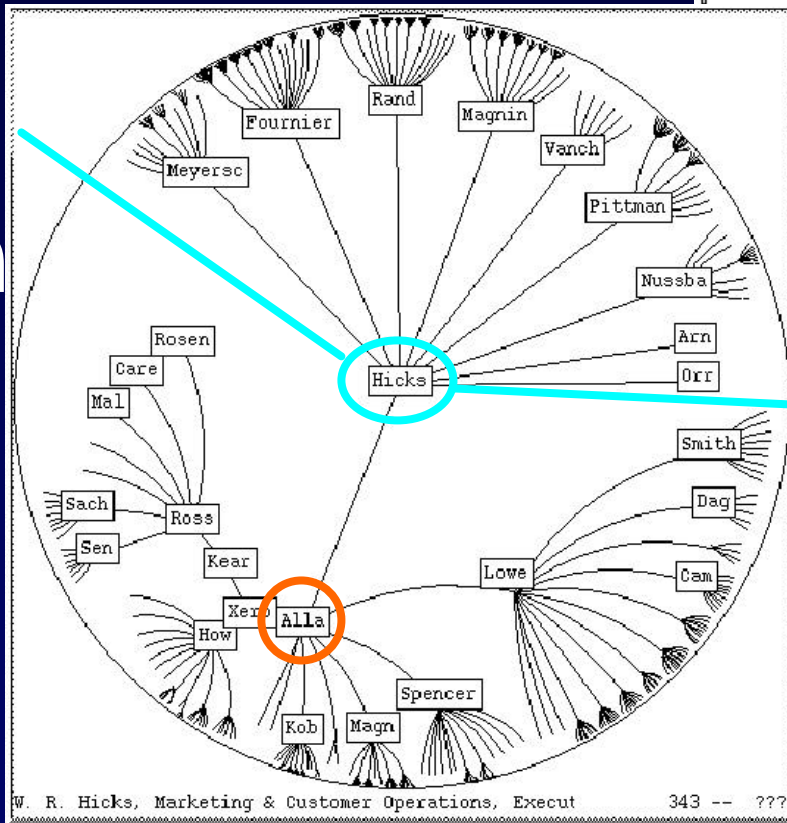 Rand
Magnin
Fournier
Vanch
Meyersc
Pittman
Nussba
Rosen
Arn
Care
Hicks
Orr
Mal
Smith
Sach
Dag
Ross
Sen
Kear
Lowe
Cam
Xero
Alla
How
Spencer
Kob
Magn
W. R. Hicks, Marketing & Customer Operations, Execut 343 -- ???